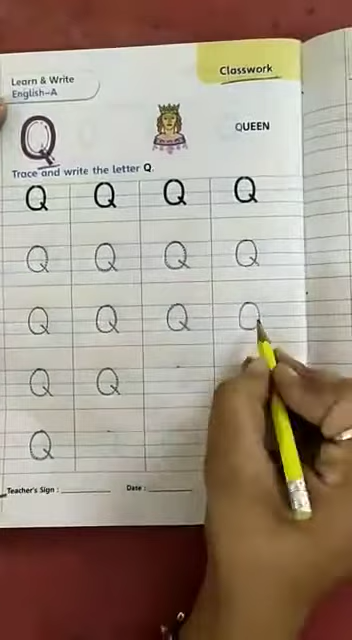 Learn & Write
English–A
Classwork
Q
QUEEN
Trace and write the letter Q.
Q Q Q Q
Q Q Q Q
Q Q Q Q
Q Q
Q
Teacher's Sign : Date :